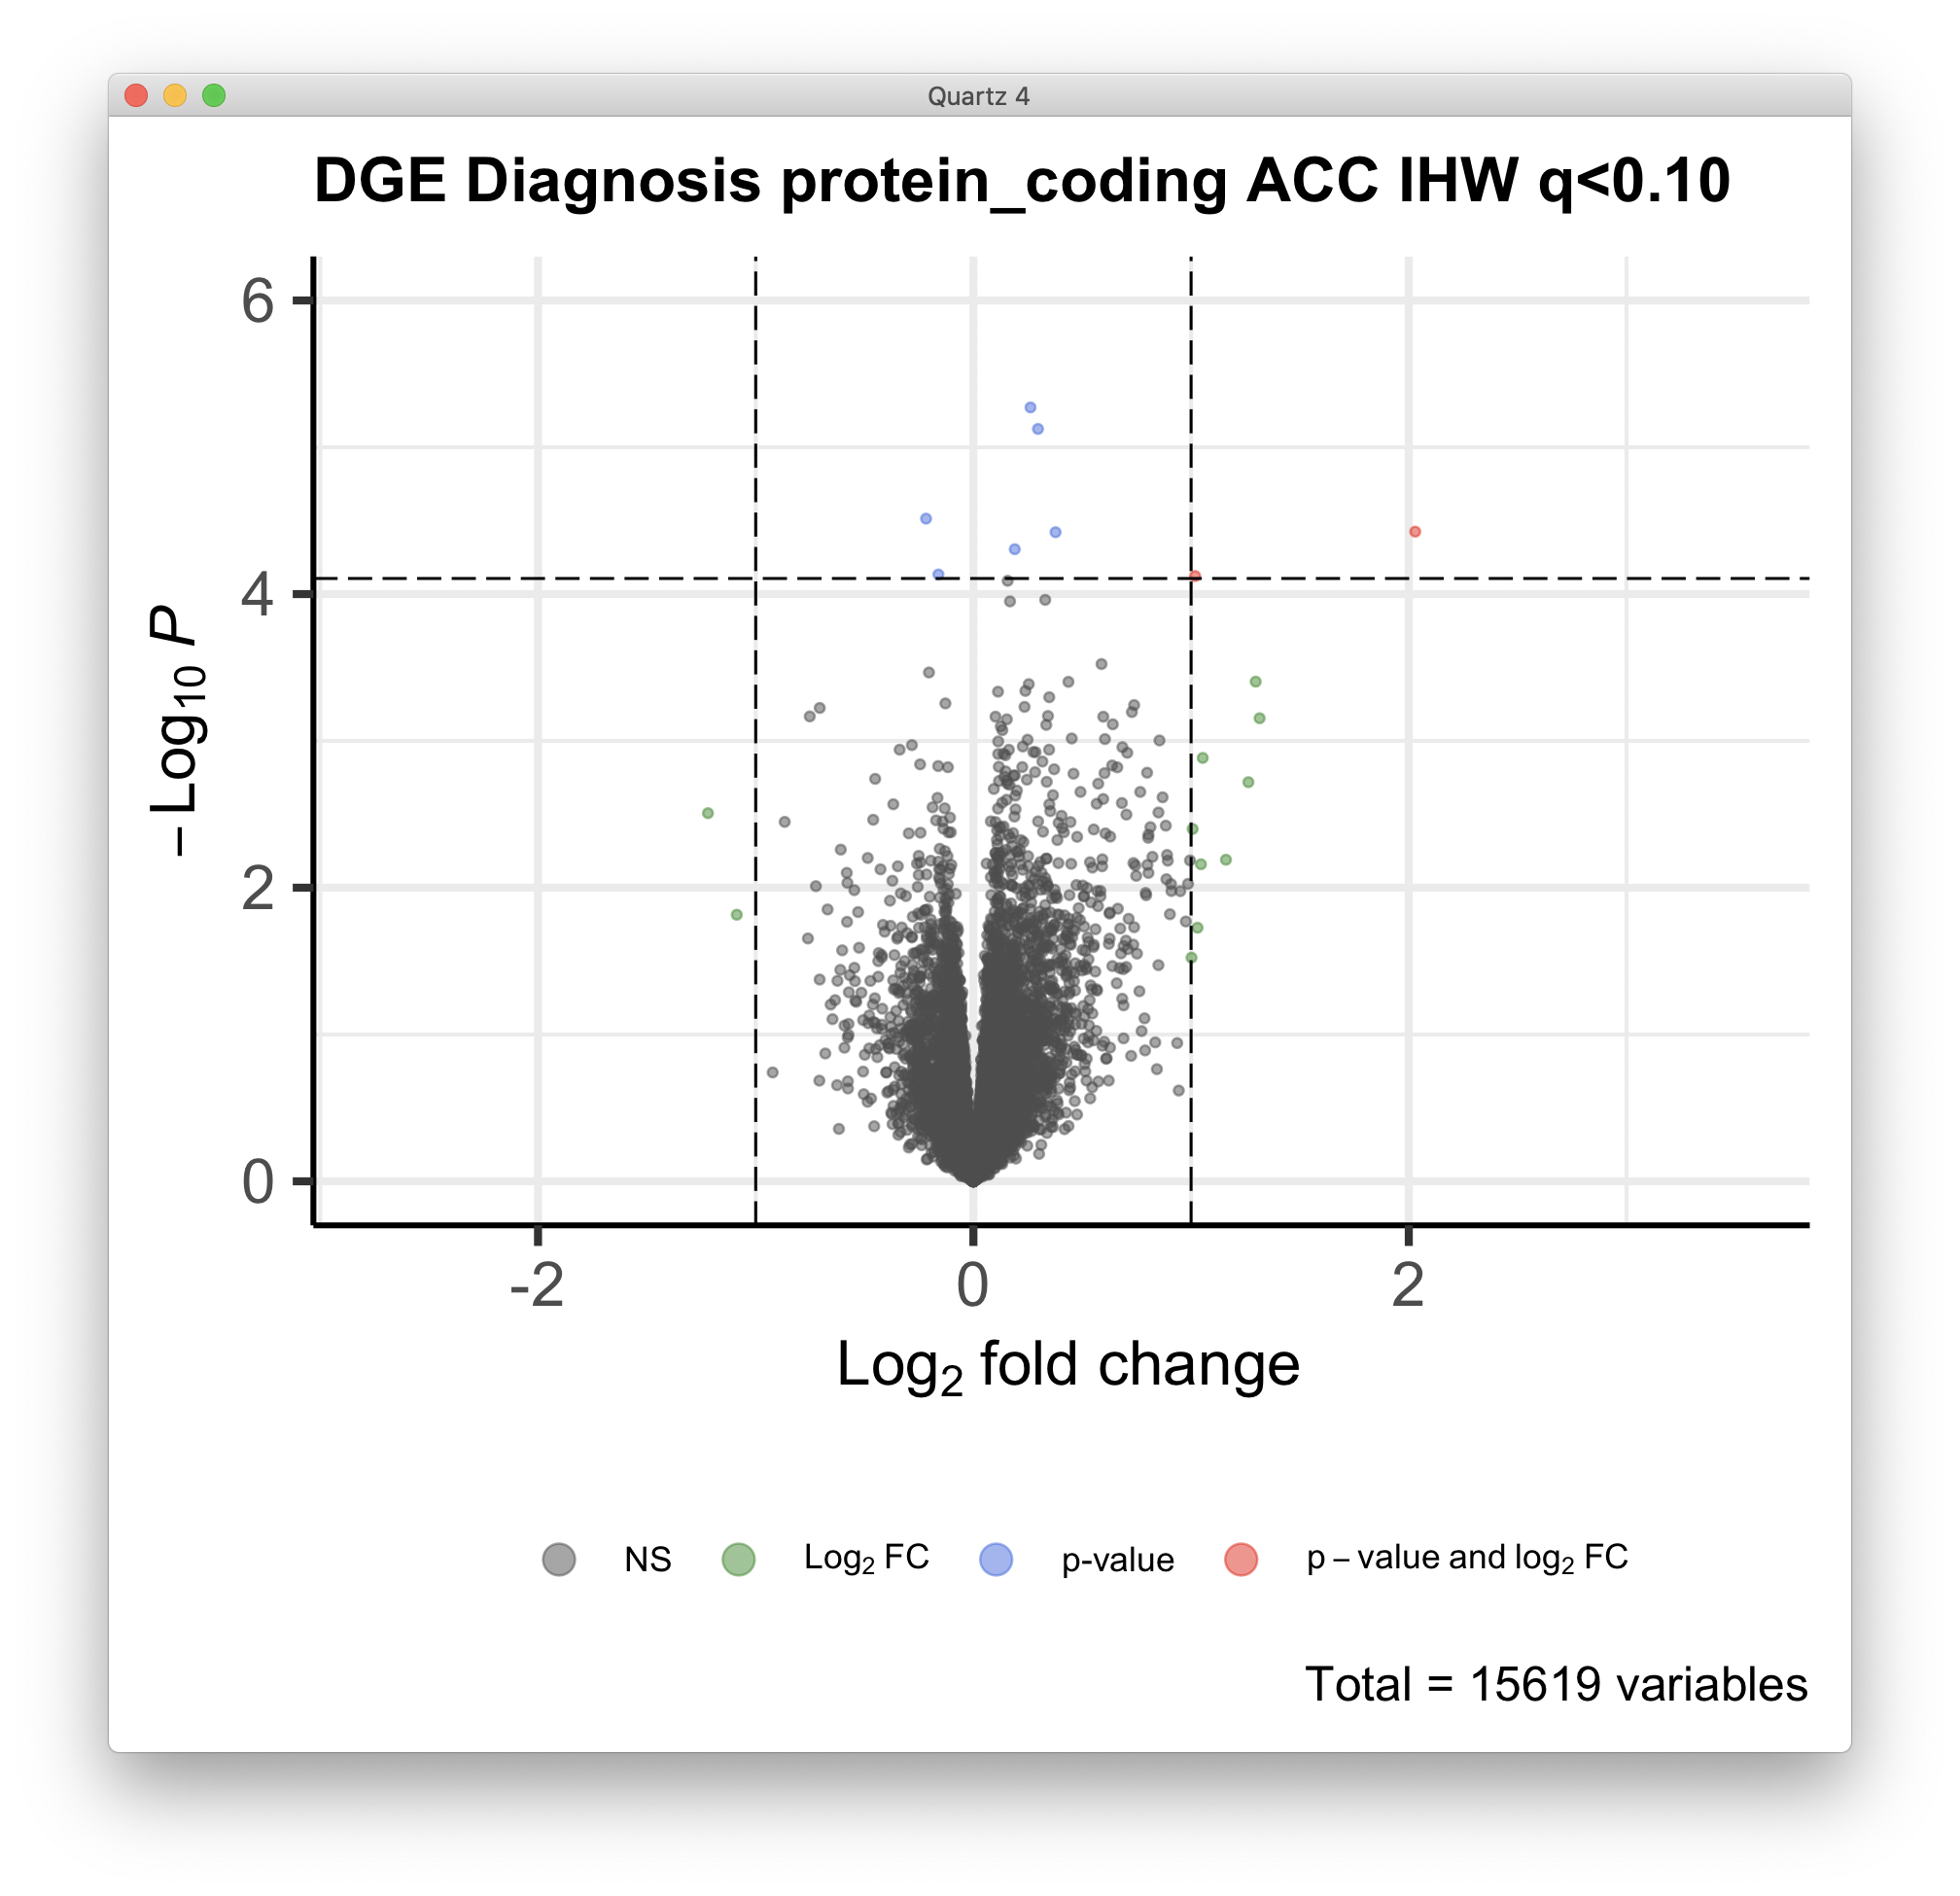 Quartz 4
DGE Diagnosis protein_coding ACC IHW q<0.10
6
4
2
0
−Log10 P
-2 0 2
Log2 fold change
NS Log2 FC p-value p − value and log2 FC
Total = 15619 variables